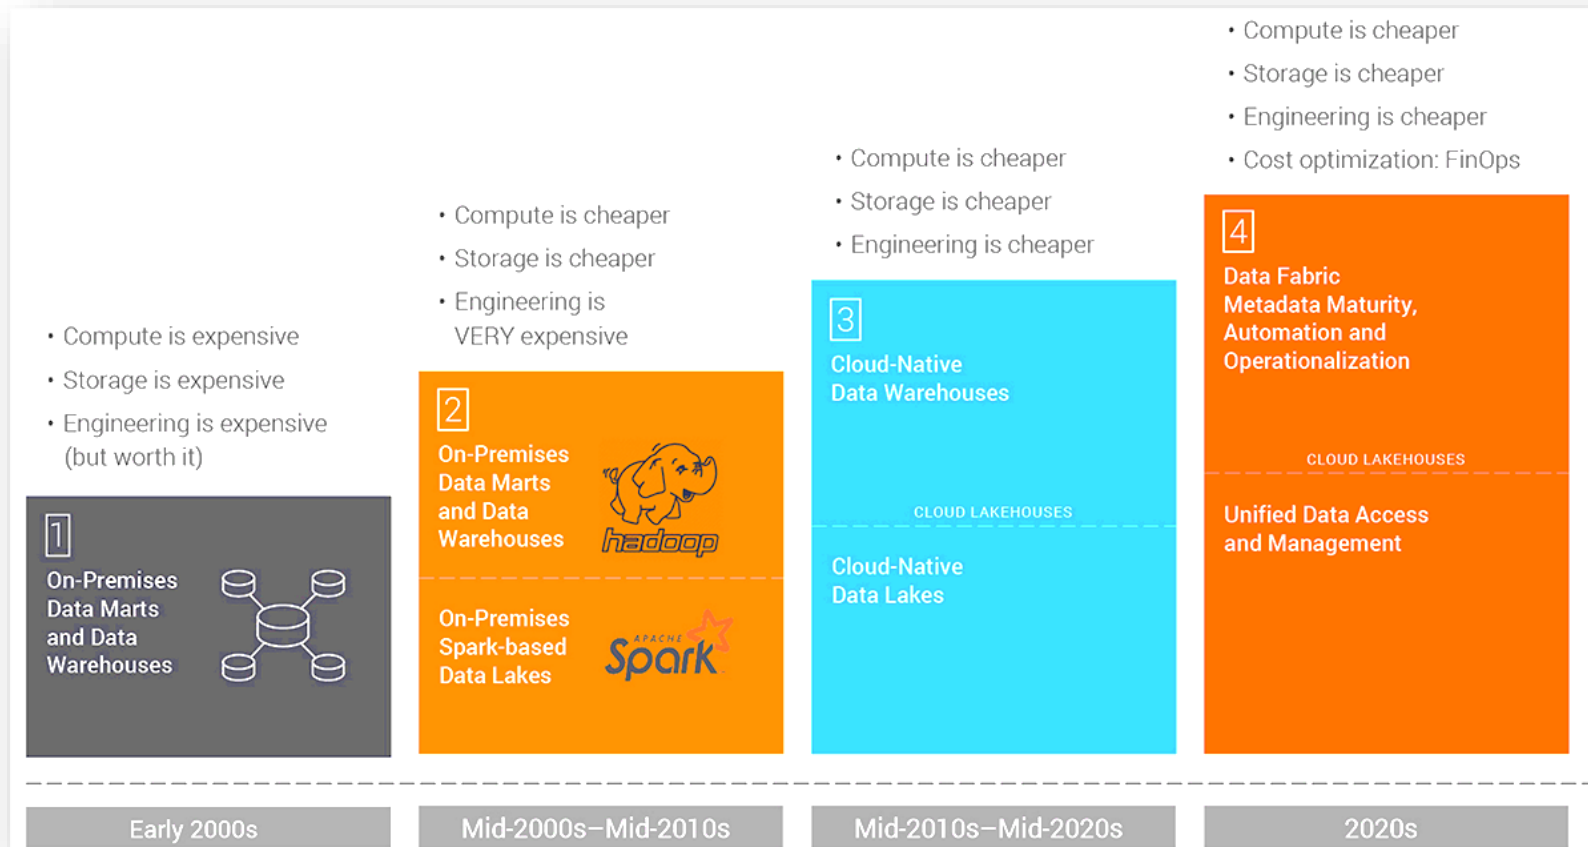 • Compute is expensive
• Storage is expensive
• Engineering is expensive
(but worth it)
1
On-Premises
Data Marts
and Data
Warehouses
Early 2000s
• Compute is cheaper
• Storage is cheaper
• Engineering is
VERY expensive
2
On-Premises
Data Marts
and Data
Warehouses
hadoop
On-Premises
Spark-based
Data Lakes
APACHE
Spark
Mid-2000s–Mid-2010s
• Compute is cheaper
• Storage is cheaper
• Engineering is cheaper
3
Cloud-Native
Data Warehouses
CLOUD LAKEHOUSES
Cloud-Native
Data Lakes
Mid-2010s–Mid-2020s
• Compute is cheaper
• Storage is cheaper
• Engineering is cheaper
• Cost optimization: FinOps
4
Data Fabric
Metadata Maturity,
Automation and
Operationalization
CLOUD LAKEHOUSES
Unified Data Access
and Management
2020s